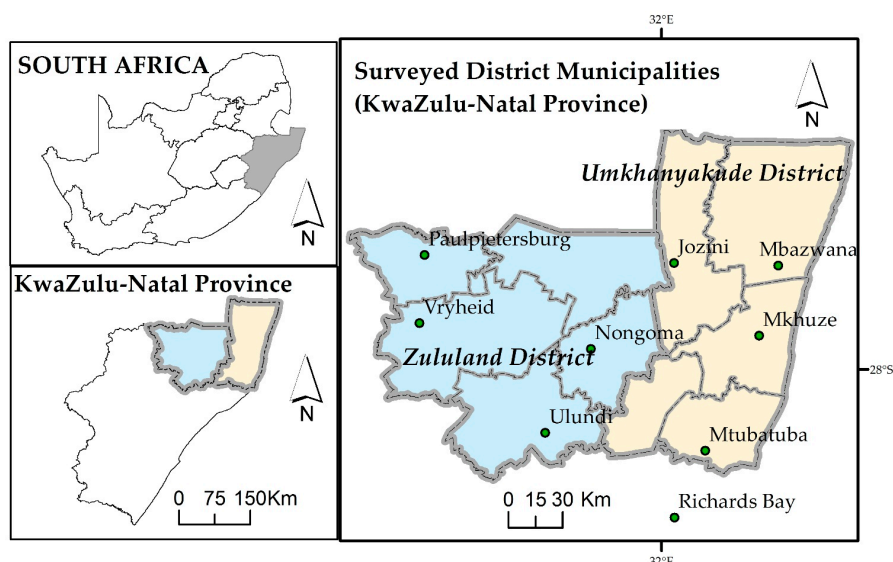 SOUTH AFRICA
N
KwaZulu-Natal Province
N
0 75 150Km
32°E
Surveyed District Municipalities
(KwaZulu-Natal Province)
N
Umkhanyakude District
Paulpietersburg
Jozini
Mbazwana
Vryheid
Mkhuze
Nongoma
Zululand District
28°S
Ulundi
Mtubatuba
0 15 30 Km
Richards Bay
32°E